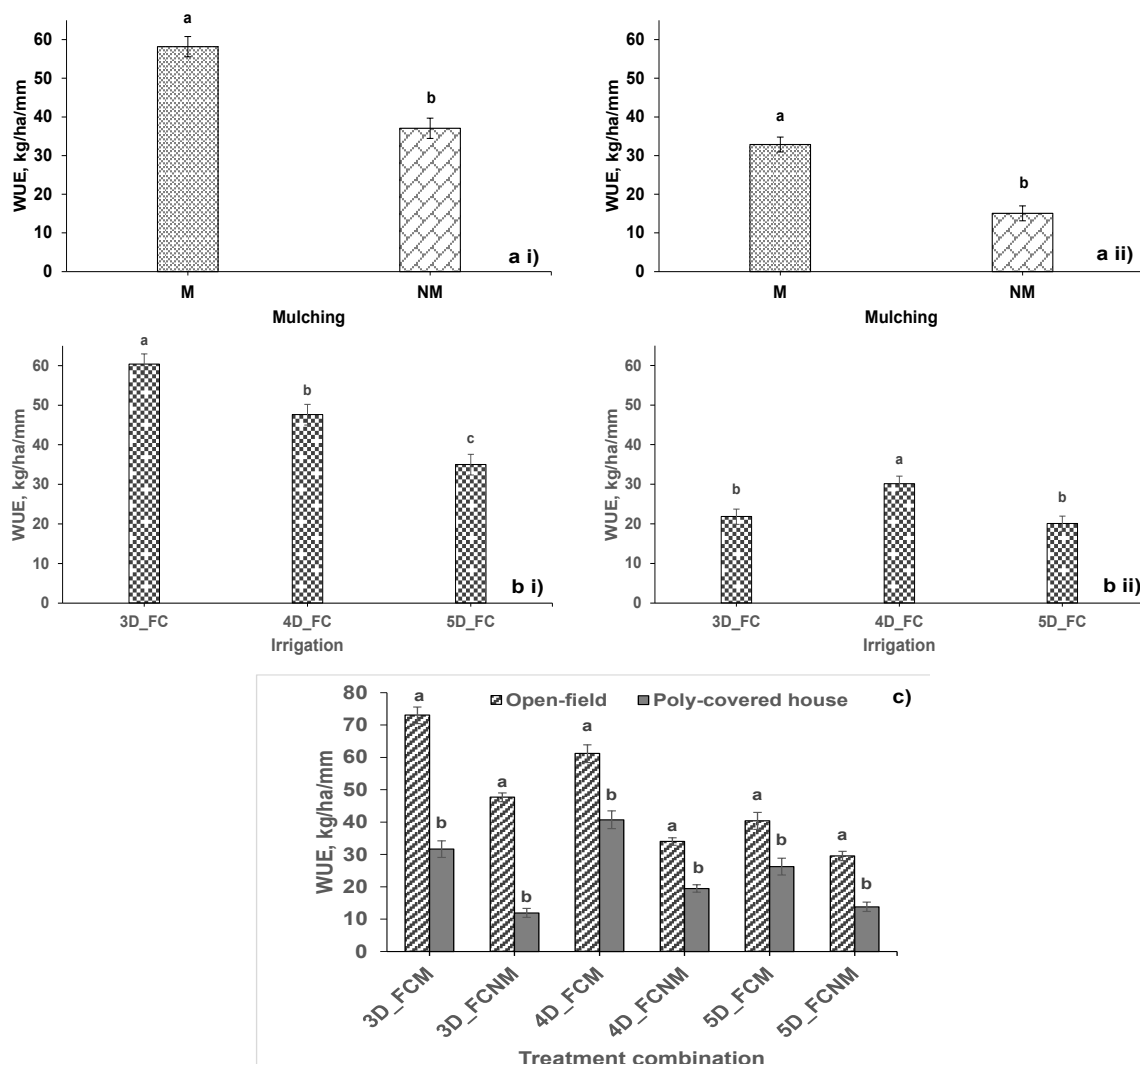 a
60
50
40
30
20
10
0
WUE, kg/ha/mm
b
a i)
M
NM
Mulching
60
50
40
30
20
10
0
WUE, kg/ha/mm
a
b
a ii)
M
NM
Mulching
60
50
40
30
20
10
0
WUE, kg/ha/mm
a
b
c
b i)
3D_FC
4D_FC
5D_FC
Irrigation
60
50
40
30
20
10
0
WUE, kg/ha/mm
b
a
b
b ii)
3D_FC
4D_FC
5D_FC
Irrigation
80
70
60
50
40
30
20
10
0
WUE, kg/ha/mm
Open-field
Poly-covered house
c)
a
b
a
b
a
b
a
b
a
b
a
b
3D_FCM
3D_FCNM
4D_FCM
4D_FCNM
5D_FCM
5D_FCNM
Treatment combination